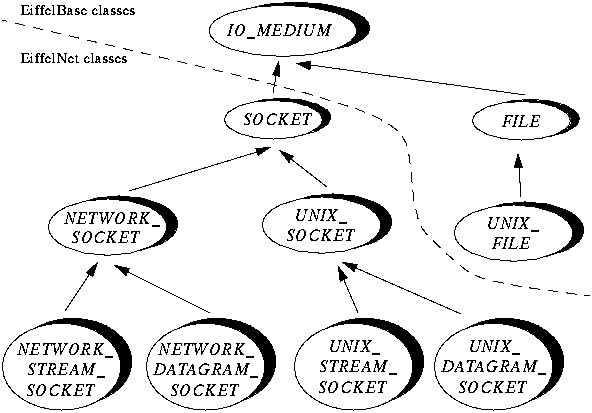 EiffelBase classes
IO_MEDIUM
EiffelNet classes
SOCKET
FILE
NETWORK_
SOCKET
UNIX_
SOCKET
UNIX_
FILE
NETWORK_
STREAM_
SOCKET
NETWORK_
DATAGRAM_
SOCKET
UNIX_
STREAM_
SOCKET
UNIX_
DATAGRAM_
SOCKET